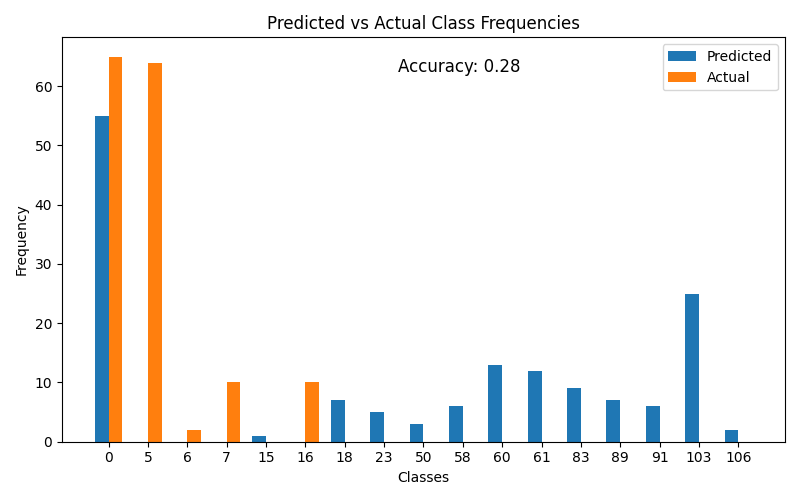 Predicted vs Actual Class Frequencies
Accuracy: 0.28
Predicted
Actual
Frequency
60
50
40
30
20
10
0
0 5 6 7 15 16 18 23 50 58 60 61 83 89 91 103 106
Classes